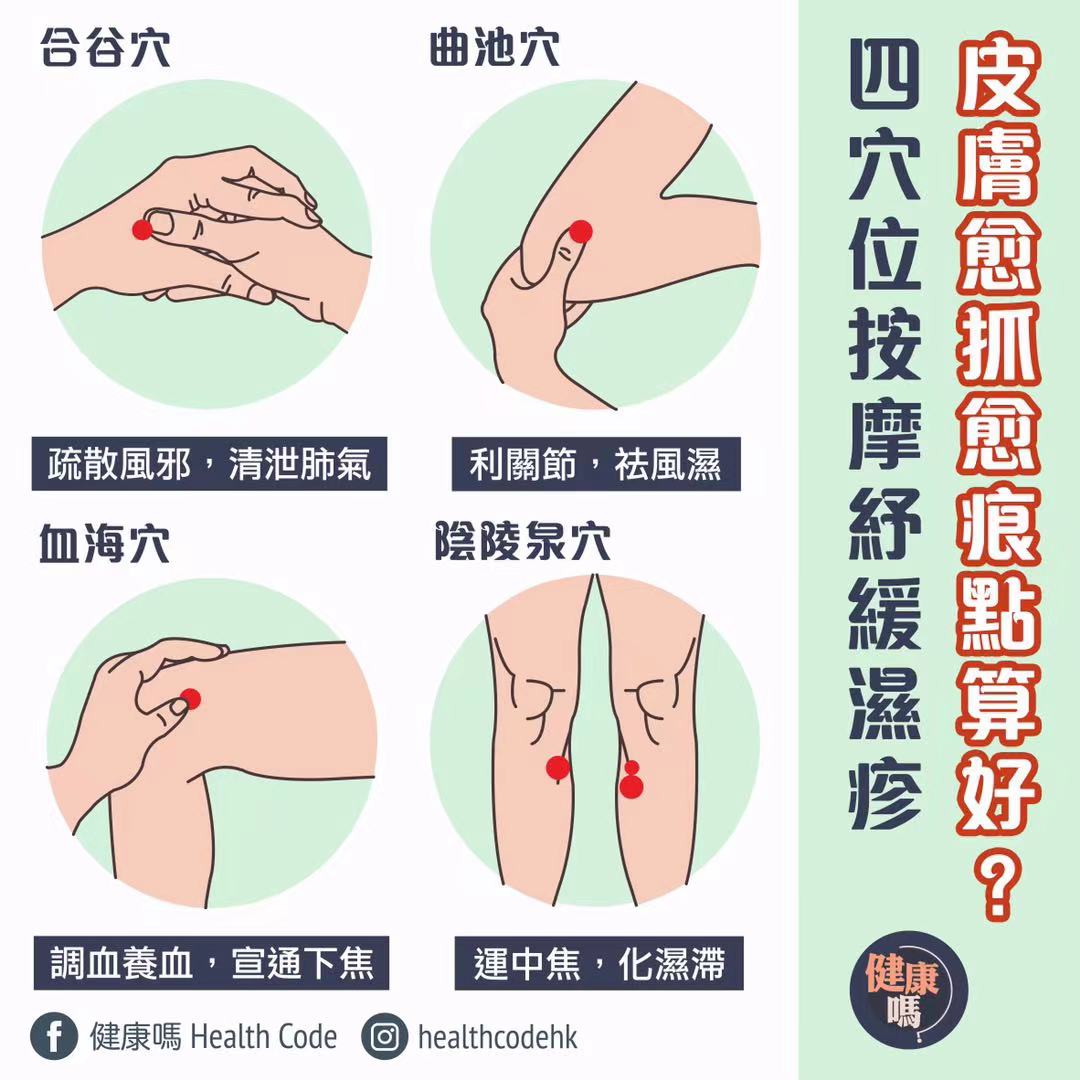 皮膚愈抓愈痕點算好？
四穴位按摩紓緩濕疹
合谷穴
疏散風邪，清泄肺氣
曲池穴
利關節，祛風濕
血海穴
調血養血，宣通下焦
陰陵泉穴
運中焦，化濕滯
健康嗎 Health Code
healthcodehk
健康
嗎